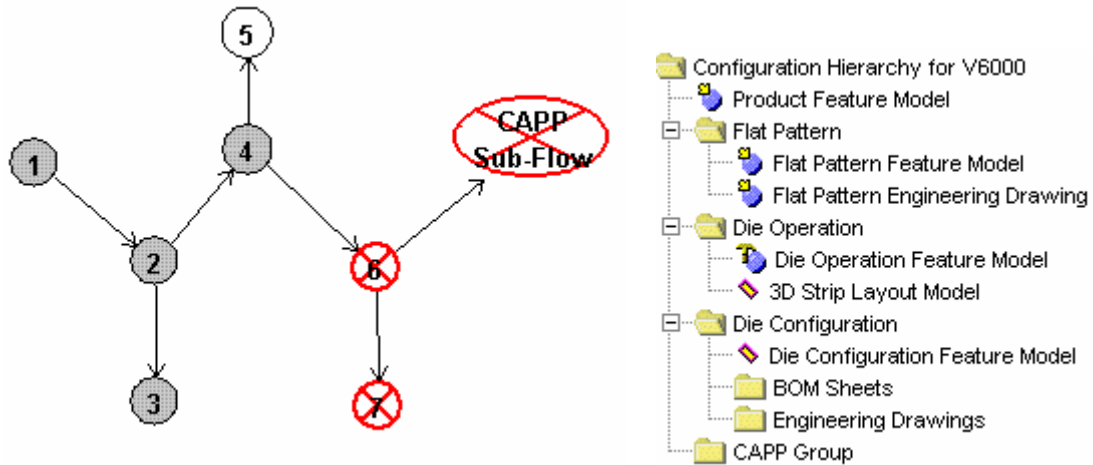 5
1
4
CAPP
Sub-Flow
2
6
3
7
Configuration Hierarchy for V6000
Product Feature Model
Flat Pattern
Flat Pattern Feature Model
Flat Pattern Engineering Drawing
Die Operation
Die Operation Feature Model
3D Strip Layout Model
Die Configuration
Die Configuration Feature Model
BOM Sheets
Engineering Drawings
CAPP Group